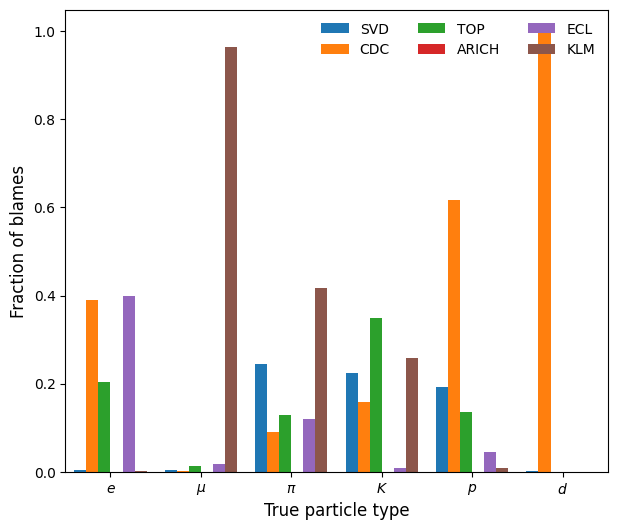 SVD TOP ECL
CDC ARICH KLM
1.0
0.8
0.6
0.4
0.2
0.0
Fraction of blames
e μ π K p d
True particle type